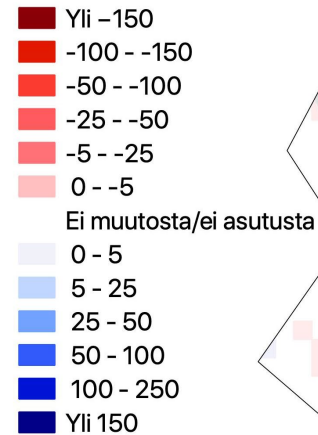 Yli –150
-100 - -150
-50 - -100
-25 - -50
-5 - -25
0 - -5
Ei muutosta/ei asutusta
0 - 5
5 - 25
25 - 50
50 - 100
100 - 250
Yli 150